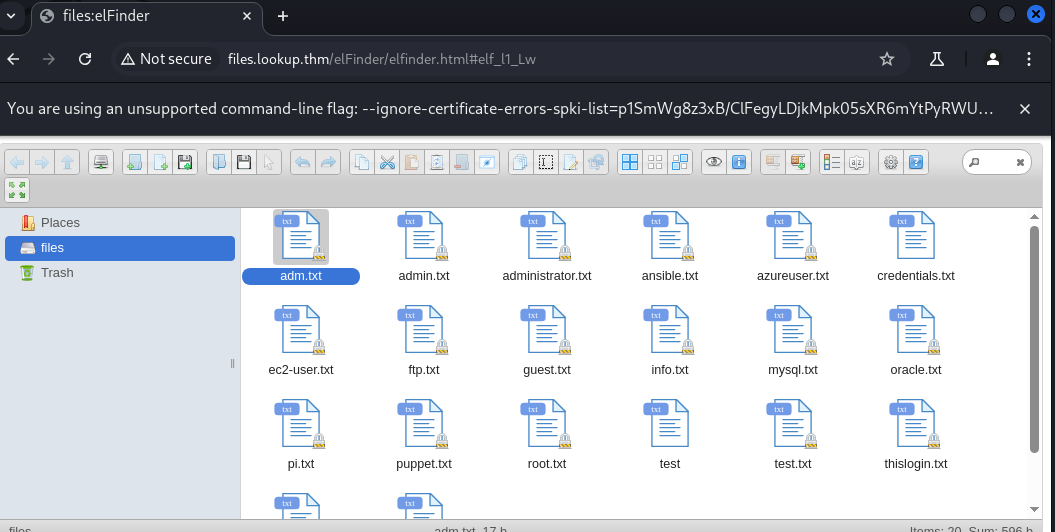 files:elFinder
Not secure files.lookup.thm/elFinder/elfinder.html#elf_l1_Lw
You are using an unsupported command-line flag: --ignore-certificate-errors-spki-list=p1SmWg8z3xB/ClFegyLDjkMpk05sXR6mYtPyRWU...
Places
files
Trash
txt txt txt txt txt txt
adm.txt admin.txt administrator.txt ansible.txt azureuser.txt credentials.txt
txt txt txt txt txt txt
ec2-user.txt ftp.txt guest.txt info.txt mysql.txt oracle.txt
txt txt txt txt txt txt
pi.txt puppet.txt root.txt test test.txt thislogin.txt
txt txt
files adm.txt, 17 b Items: 20, Sum: 596 b